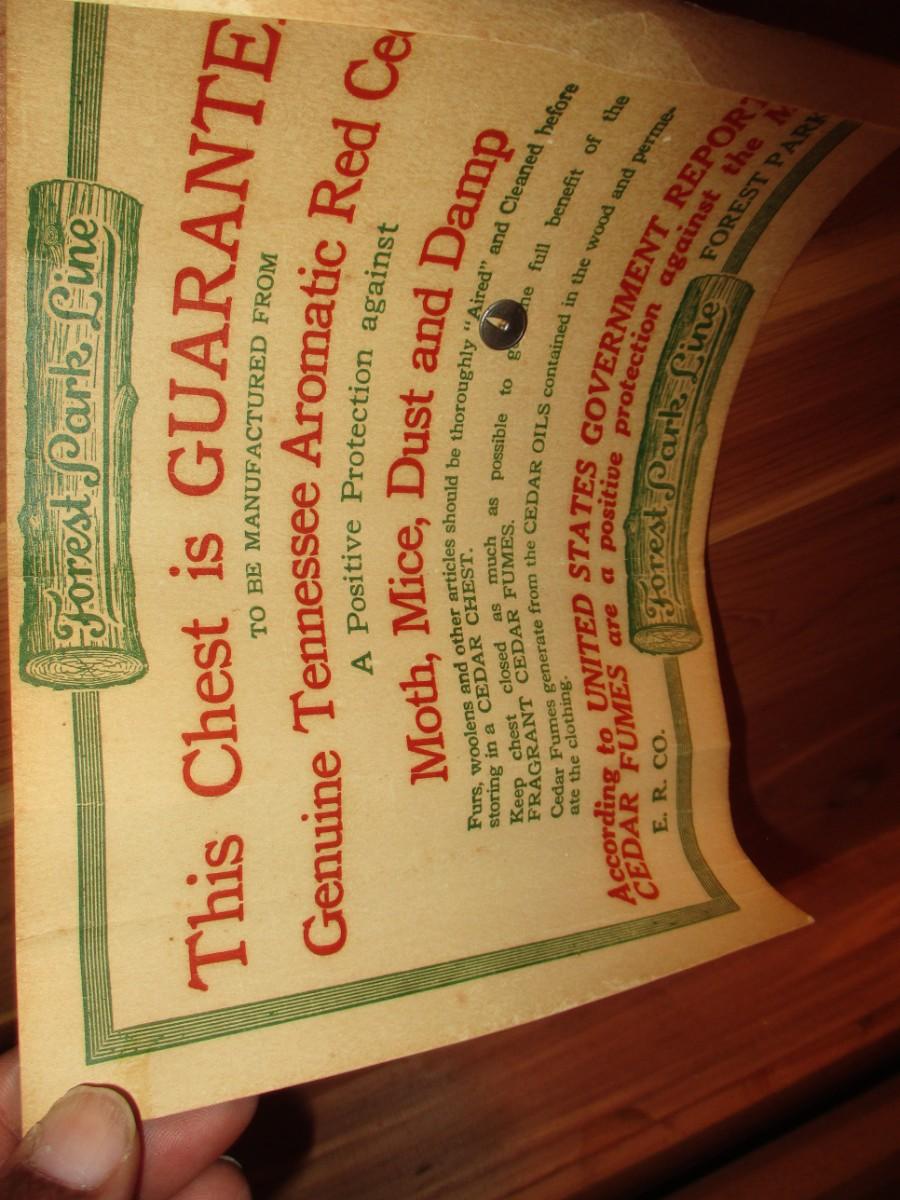 Forest Park Line
This Chest is GUARANTE
TO BE MANUFACTURED FROM
Genuine Tennessee Aromatic Red Ce
A Positive Protection against
Moth, Mice, Dust and Damp
Furs, woolens and other articles should be thoroughly "Aired" and Cleaned before
storing in a CEDAR CHEST.
Keep chest closed as much as possible to g ne full benefit of the
FRAGRANT CEDAR FUMES.
Cedar Fumes generate from the CEDAR OILS contained in the wood and perme
ate the clothing.
According to UNITED STATES GOVERNMENT REPORT
CEDAR FUMES are a positive protection against the M
E. R. CO.
Forest Park Line
FOREST PARK